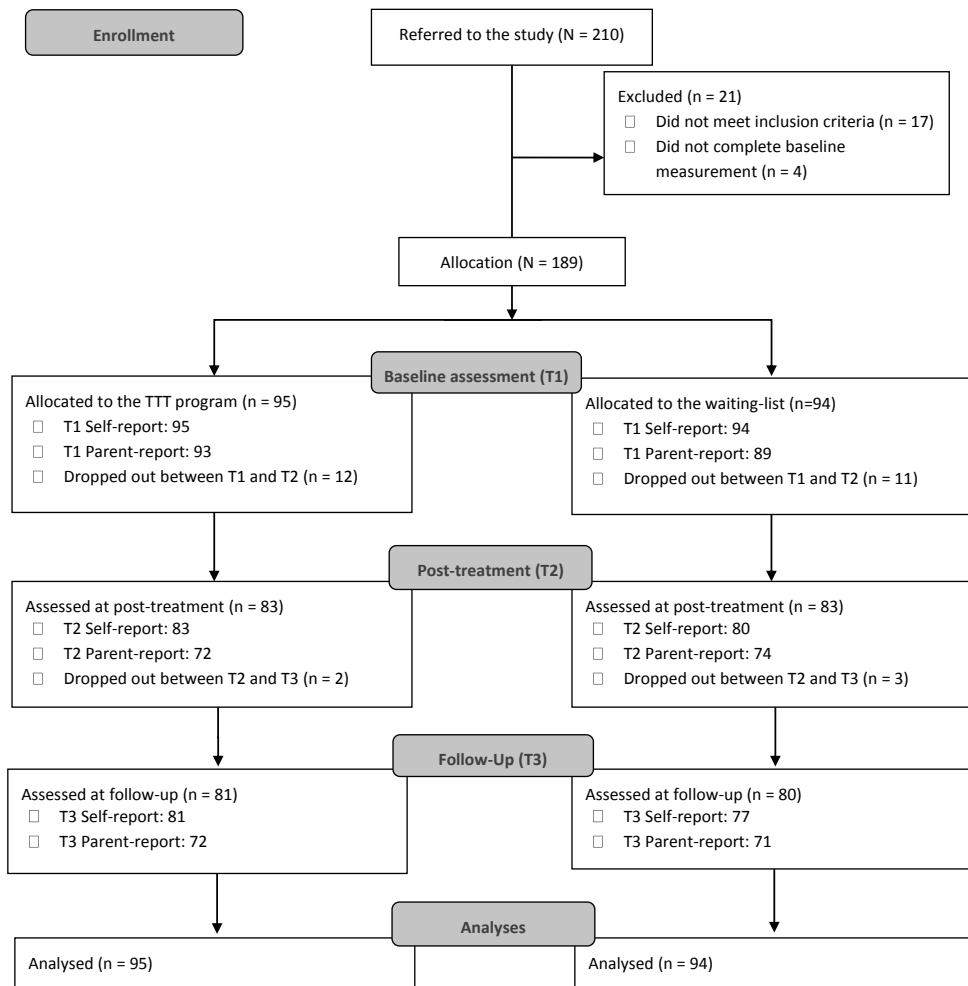 Enrollment
Referred to the study (N = 210)
Excluded (n = 21)
Did not meet inclusion criteria (n = 17)
Did not complete baseline
measurement (n = 4)
Allocation (N = 189)
Baseline assessment (T1)
Allocated to the TTT program (n = 95)
T1 Self-report: 95
T1 Parent-report: 93
Dropped out between T1 and T2 (n = 12)
Allocated to the waiting-list (n=94)
T1 Self-report: 94
T1 Parent-report: 89
Dropped out between T1 and T2 (n = 11)
Post-treatment (T2)
Assessed at post-treatment (n = 83)
T2 Self-report: 83
T2 Parent-report: 72
Dropped out between T2 and T3 (n = 2)
Assessed at post-treatment (n = 83)
T2 Self-report: 80
T2 Parent-report: 74
Dropped out between T2 and T3 (n = 3)
Follow-Up (T3)
Assessed at follow-up (n = 81)
T3 Self-report: 81
T3 Parent-report: 72
Assessed at follow-up (n = 80)
T3 Self-report: 77
T3 Parent-report: 71
Analyses
Analysed (n = 95)
Analysed (n = 94)